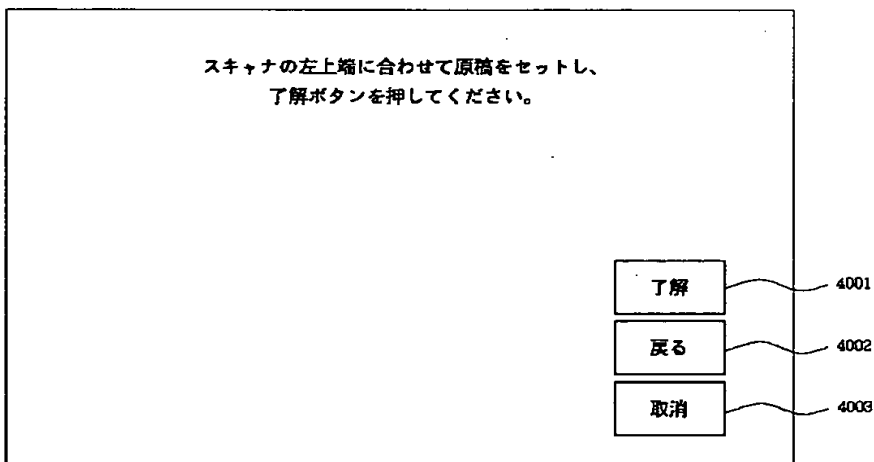 スキャナの左上端に合わせて原稿をセットし、
了解ボタンを押してください。
了解 4001
戻る 4002
取消 4003